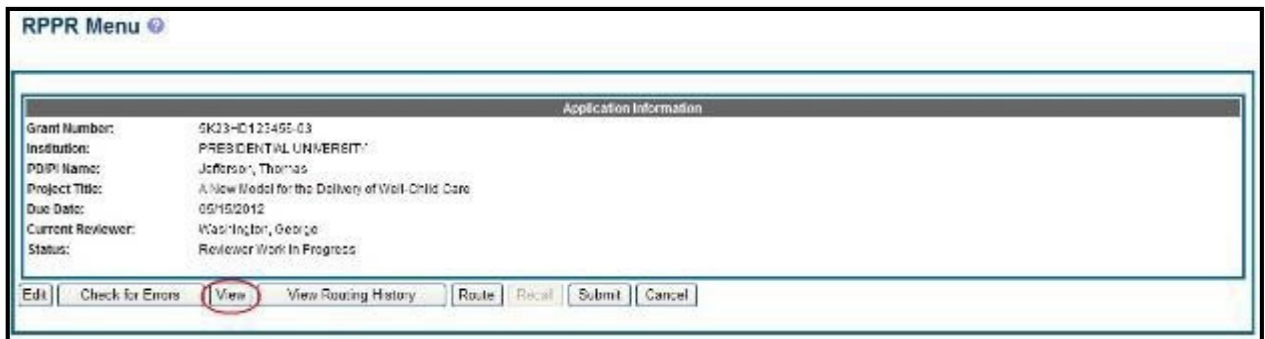 RPPR Menu ?
Application Information
Grant Number: 5K23HD123456-03
Institution: PRESIDENTIAL UNIVERSITY
PD/PI Name: Jefferson, Thomas
Project Title: A New Model for the Delivery of Well-Child Care
Due Date: 05/15/2012
Current Reviewer: Washington, George
Status: Reviewer Work in Progress
Edit Check for Errors View View Routing History Route Recall Submit Cancel